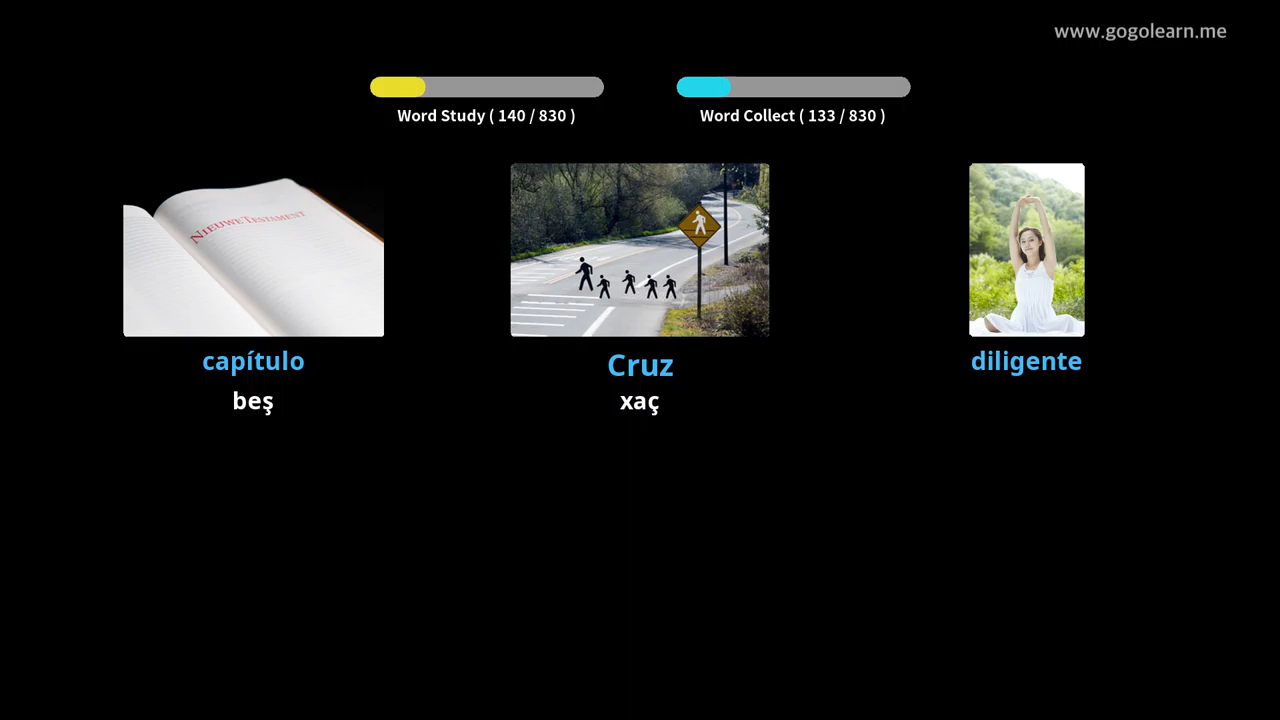 www.gogolearn.me
Word Study ( 140 / 830 )
Word Collect ( 133 / 830 )
NIEUWE TESTAMENT
capítulo
Cruz
diligente
beş
xaç